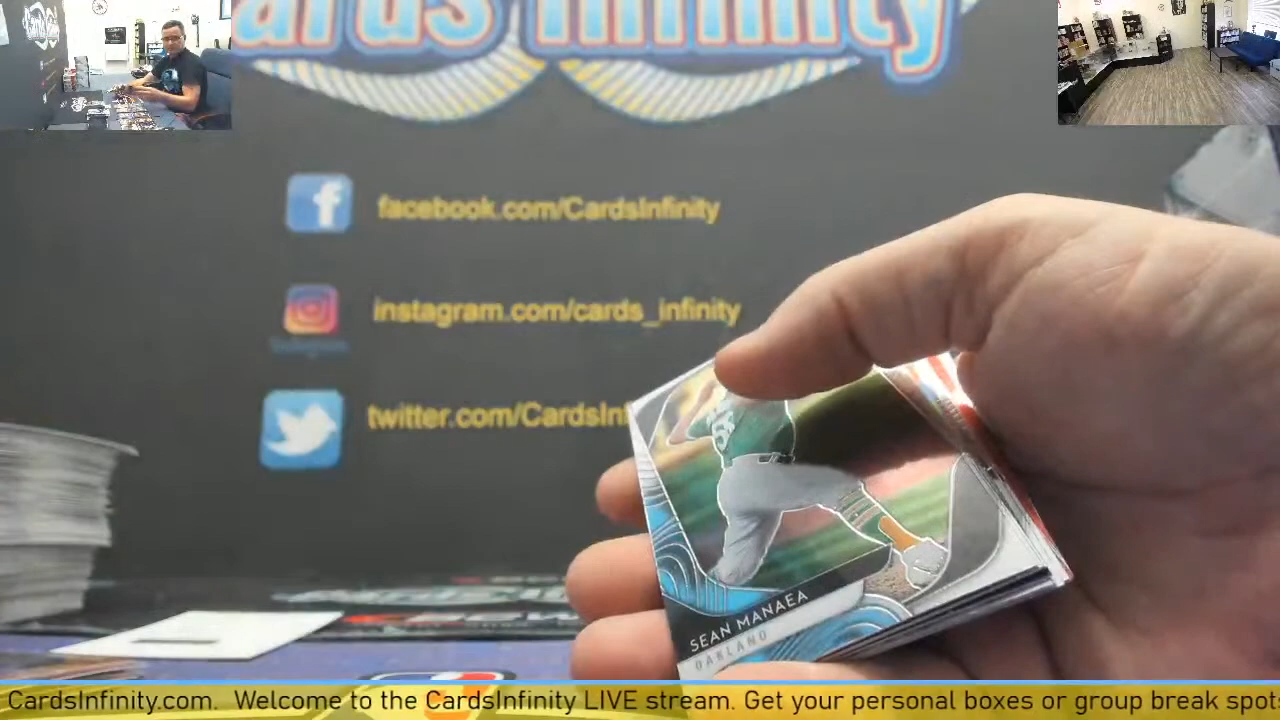 ards Infinity
facebook.com/CardsInfinity
instagram.com/cards_infinity
twitter.com/CardsInf
SEAN MANAEA
OAKLAND
CardsInfinity.com. Welcome to the CardsInfinity LIVE stream. Get your personal boxes or group break spot